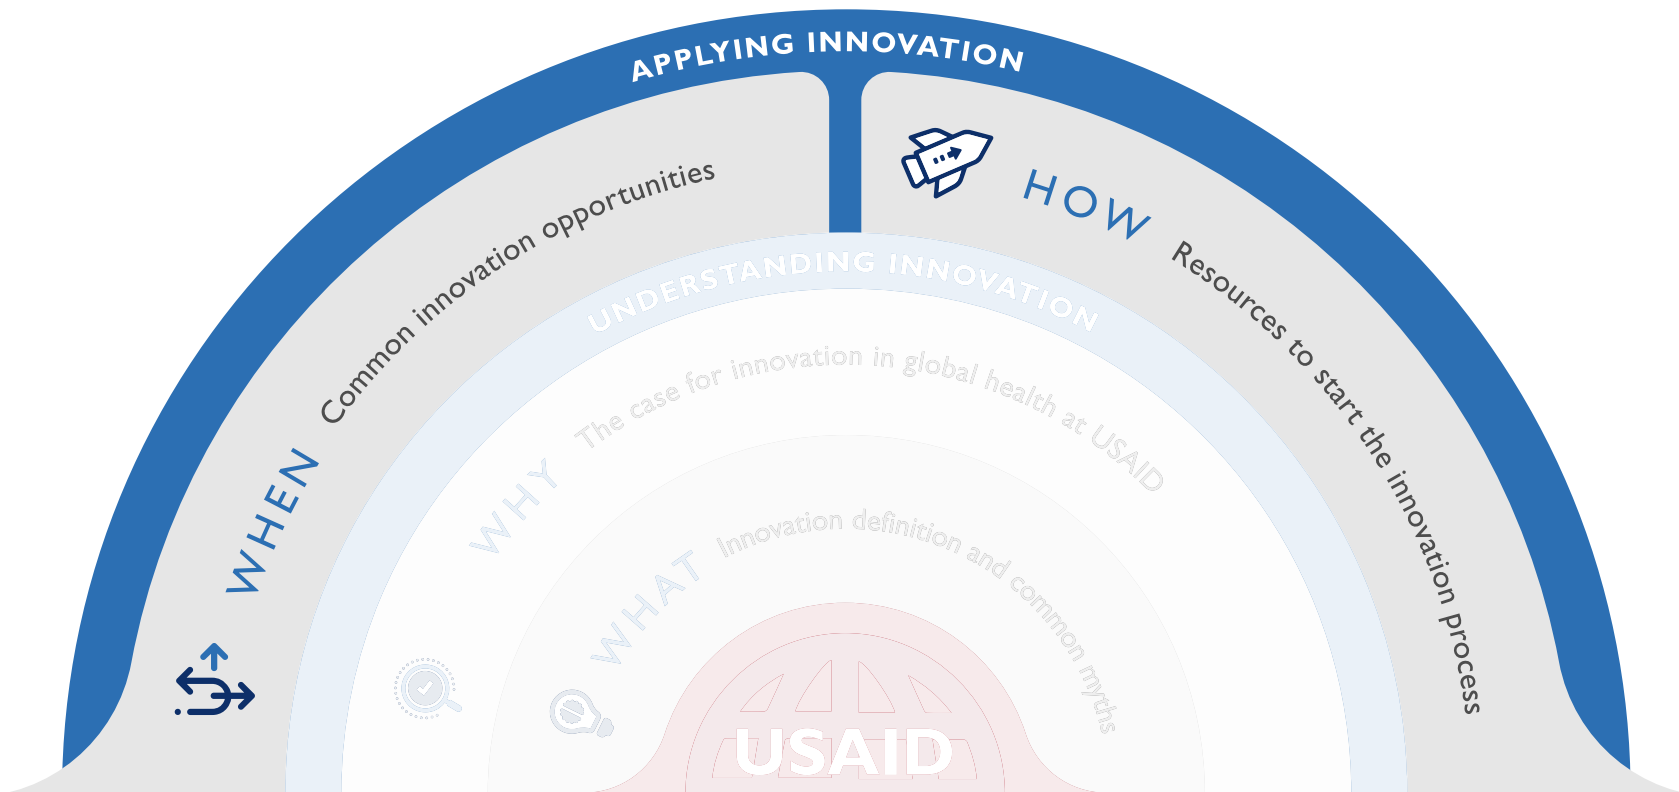 APPLYING INNOVATION
WHEN Common innovation opportunities
HOW Resources to start the innovation process
UNDERSTANDING INNOVATION
WHY The case for innovation in global health at USAID
WHAT Innovation definition and common myths
USAID